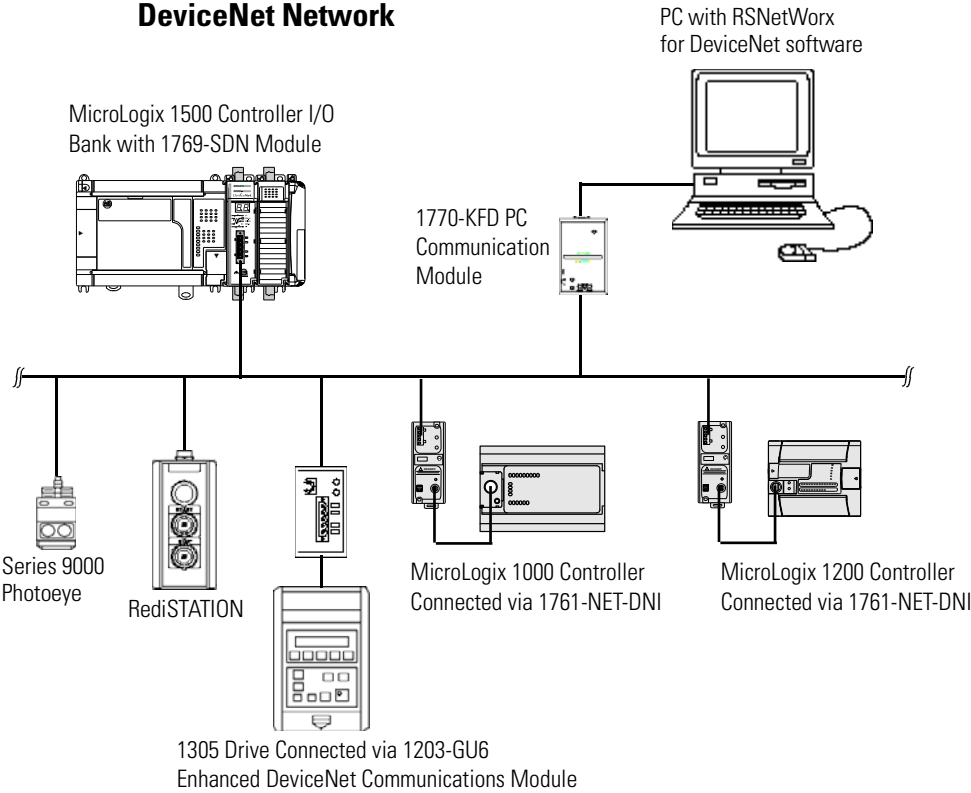 DeviceNet Network
PC with RSNetWorx
for DeviceNet software
MicroLogix 1500 Controller I/O
Bank with 1769-SDN Module
1770-KFD PC
Communication
Module
Series 9000
Photoeye
START
RediSTATION
MicroLogix 1000 Controller
Connected via 1761-NET-DNI
MicroLogix 1200 Controller
Connected via 1761-NET-DNI
1305 Drive Connected via 1203-GU6
Enhanced DeviceNet Communications Module